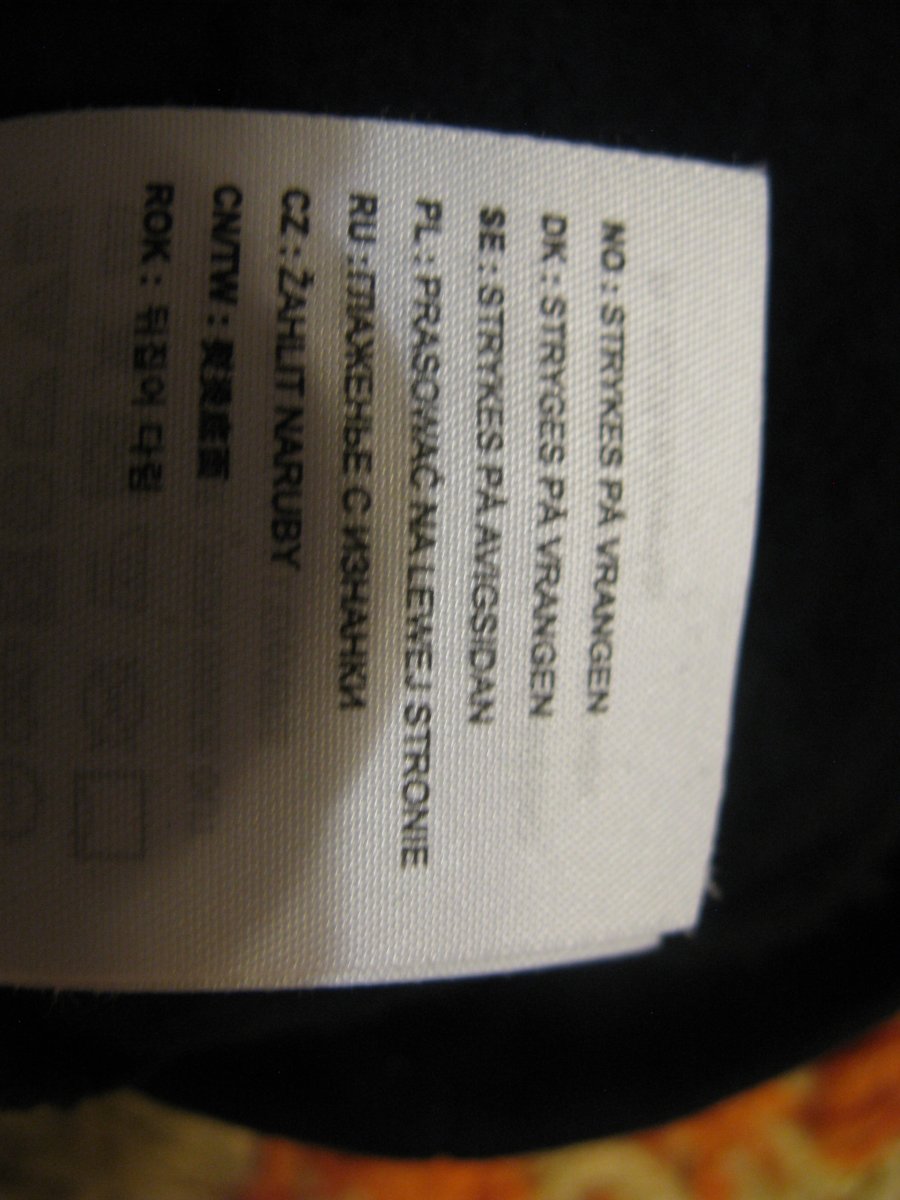 NO : STRYKES PÅ VRANGEN
DK : STRYGES PÅ VRANGEN
SE : STRYKES PÅ AVIGSIDAN
PL : PRASOWAĆ NA LEWEJ STRONIE
RU : ГЛАЖЕНЬЕ С ИЗНАНКИ
CZ : ŽAHLIT NARUBY
CN/TW :
ROK : 뒤집어 다림